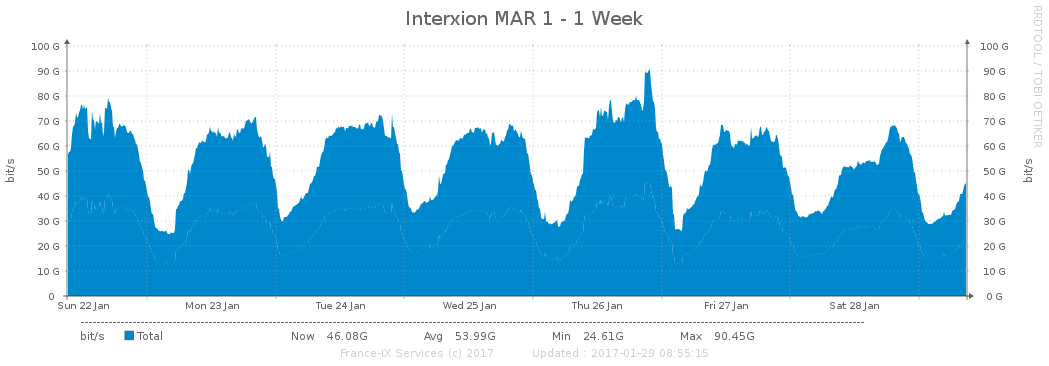 Interxion MAR 1 - 1 Week
RRDTOOL / TOBI OETIKER
bit/s
bit/s
100 G 100 G
90 G 90 G
80 G 80 G
70 G 70 G
60 G 60 G
50 G 50 G
40 G 40 G
30 G 30 G
20 G 20 G
10 G 10 G
0 0 G
Sun 22 Jan Mon 23 Jan Tue 24 Jan Wed 25 Jan Thu 26 Jan Fri 27 Jan Sat 28 Jan
bit/s Total Now 46.08G Avg 53.99G Min 24.61G Max 90.45G
France-IX Services (c) 2017 Updated : 2017-01-29 08:55:15